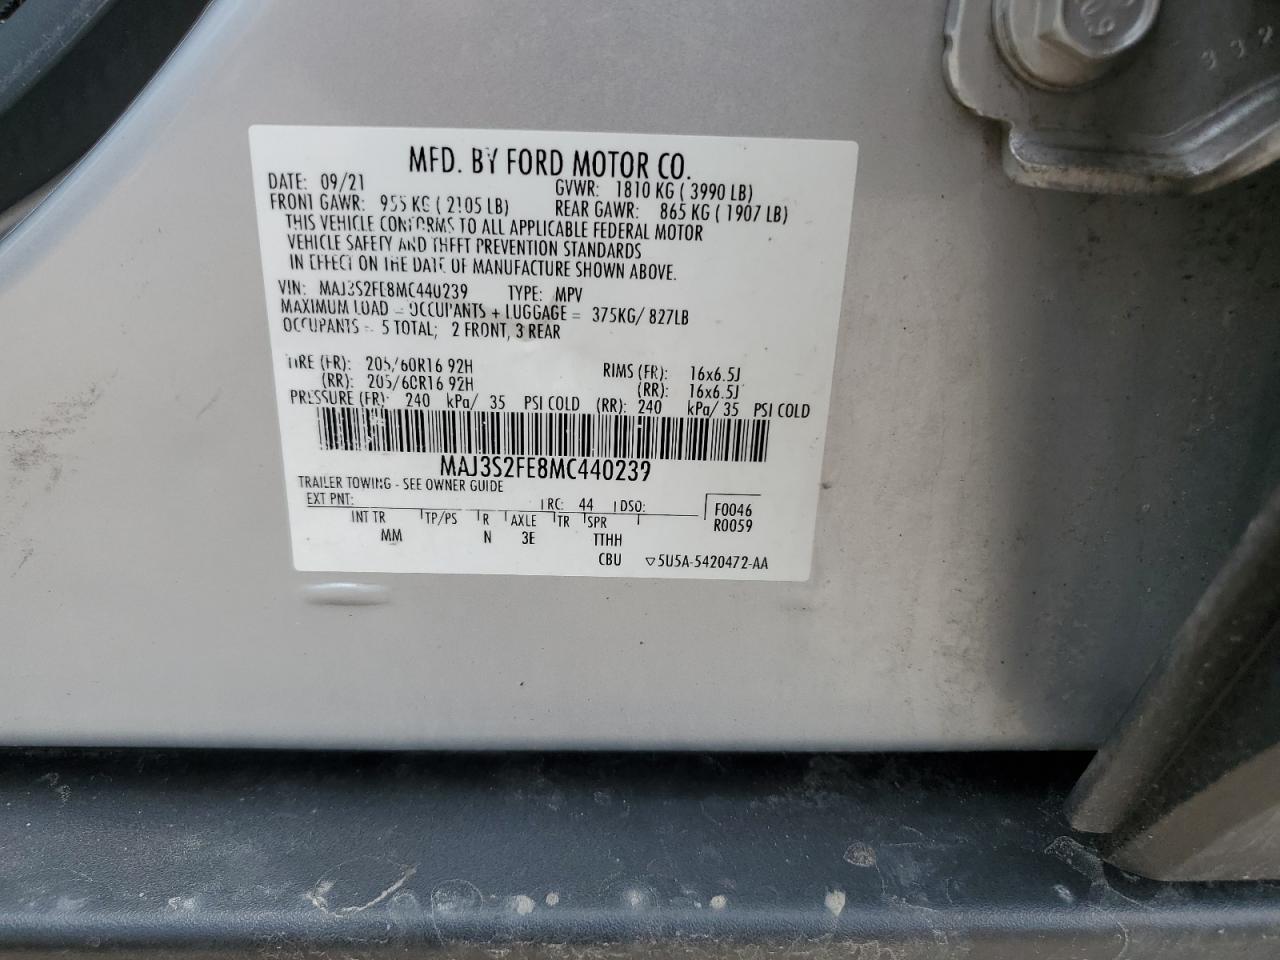 MFD. BY FORD MOTOR CO.
DATE: 09/21 GVWR: 1810 KG ( 3990 LB)
FRONT GAWR: 955 KG ( 2105 LB) REAR GAWR: 865 KG ( 1907 LB)
THIS VEHICLE CONFORMS TO ALL APPLICABLE FEDERAL MOTOR
VEHICLE SAFETY AND THEFT PREVENTION STANDARDS
IN EFFECT ON THE DATE OF MANUFACTURE SHOWN ABOVE.
VIN: MAJ3S2FE8MC440239 TYPE: MPV
MAXIMUM LOAD = OCCUPANTS + LUGGAGE = 375KG/ 827LB
OCCUPANTS = 5 TOTAL; 2 FRONT, 3 REAR
TIRE (FR): 205/60R16 92H RIMS (FR): 16x6.5J
(RR): 205/60R16 92H (RR): 16x6.5J
PRESSURE (FR): 240 kPa/ 35 PSI COLD (RR): 240 kPa/ 35 PSI COLD
MAJ3S2FE8MC440239
TRAILER TOWING - SEE OWNER GUIDE
EXT PNT: RC: 44 DSO: F0046
R0059
INT TR TP/PS R AXLE TR SPR
MM N 3E TTHH
CBU ▽5U5A-5420472-AA
332